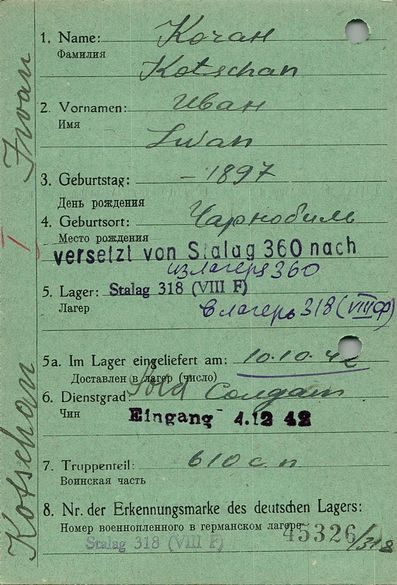 1. Name: Кочан
Фамилия
Kotschan
2. Vornamen: Иван
Имя
Iwan
3. Geburtstag: – 1897
День рождения
4. Geburtsort: Чарнобиль
Место рождения
versetzt von Stalag 360 nach
из лагеря 360
5. Lager: Stalag 318 (VIII F)
Лагер
в лагерь 318 (VIII Ф)
5a. Im Lager eingeliefert am: 10.10.42
Доставлен в лагер (число)
6. Dienstgrad: Sold Солдат
Чин
Eingang 4.12 42
7. Truppenteil: 610 с.п
Воинская часть
8. Nr. der Erkennungsmarke des deutschen Lagers:
Номер военнопленного в германском лагере
45326/318
Stalag 318 (VIII F)
Kotschan Iwan